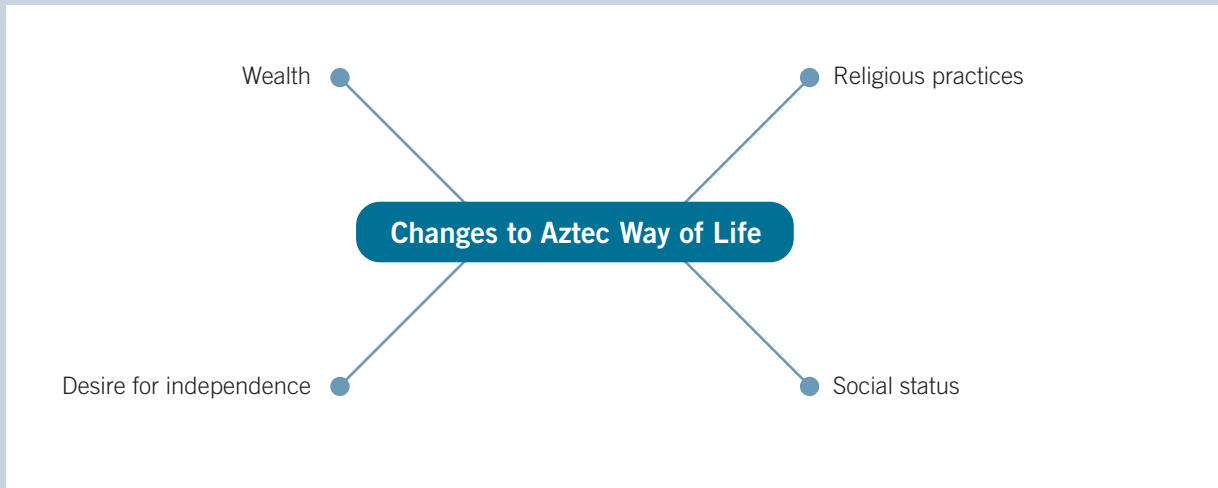 Wealth
Religious practices
Changes to Aztec Way of Life
Desire for independence
Social status